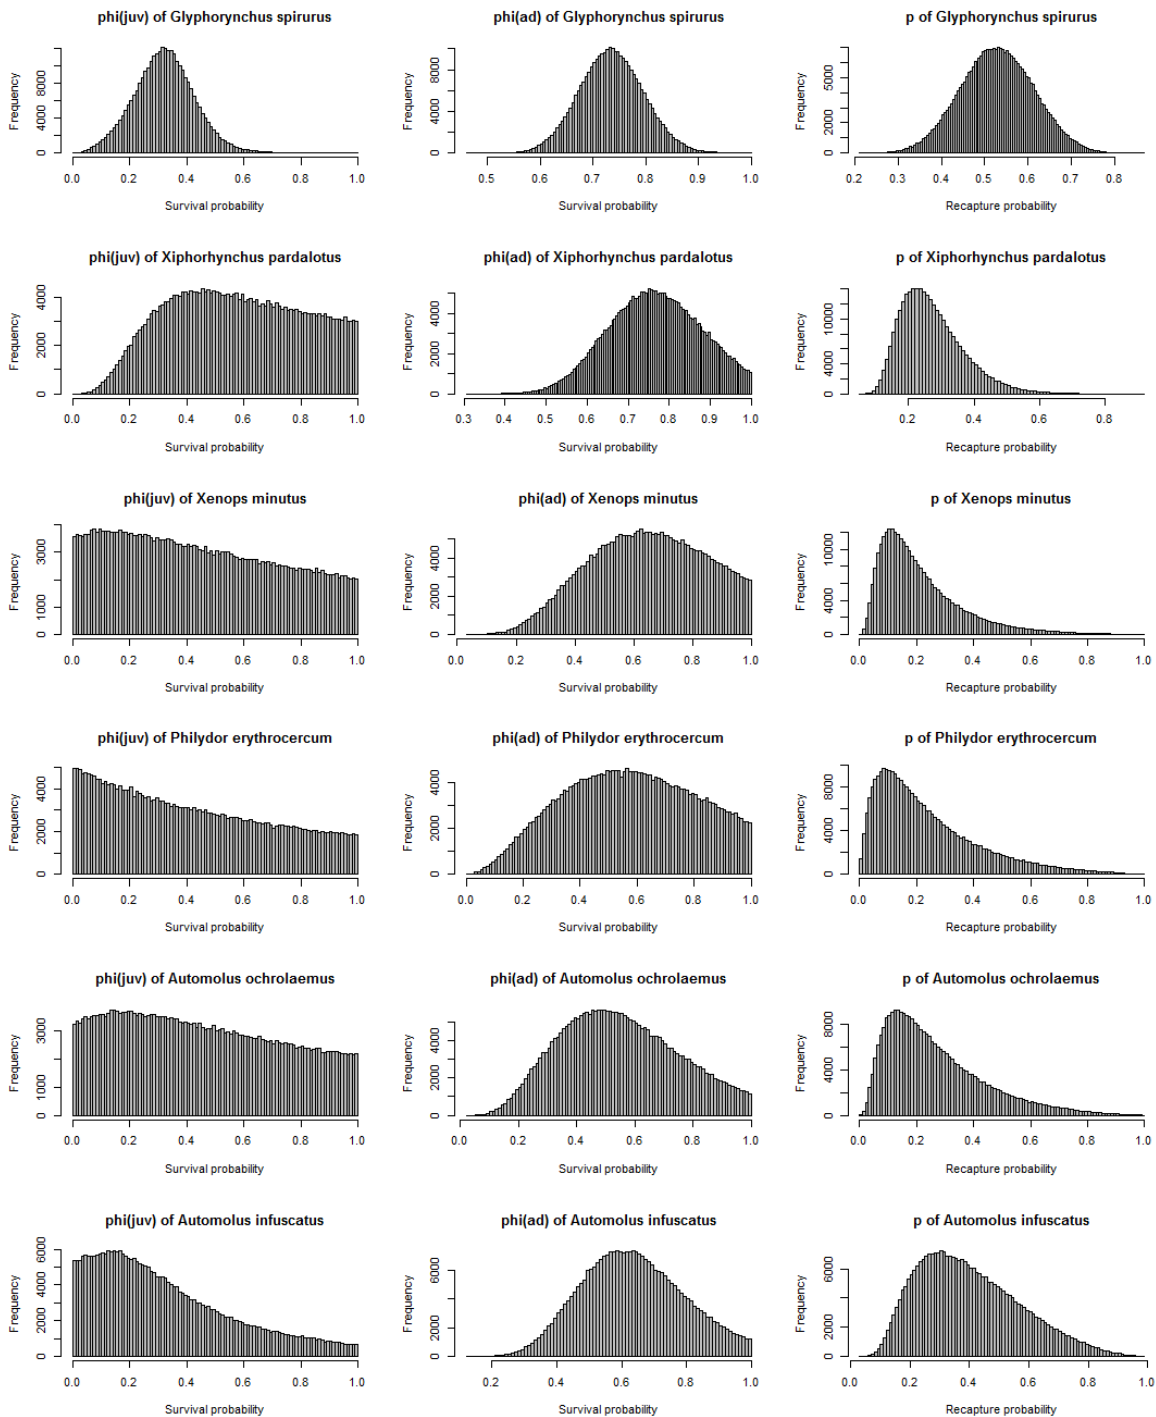 phi(juv) of Glyphorynchus spirurus
Frequency
0 4000 8000
0.0 0.2 0.4 0.6 0.8 1.0
Survival probability
phi(ad) of Glyphorynchus spirurus
Frequency
0 4000 8000
0.5 0.6 0.7 0.8 0.9 1.0
Survival probability
p of Glyphorynchus spirurus
Frequency
0 2000 5000
0.2 0.3 0.4 0.5 0.6 0.7 0.8
Recapture probability
phi(juv) of Xiphorhynchus pardalotus
Frequency
0 2000 4000
0.0 0.2 0.4 0.6 0.8 1.0
Survival probability
phi(ad) of Xiphorhynchus pardalotus
Frequency
0 2000 4000
0.3 0.4 0.5 0.6 0.7 0.8 0.9 1.0
Survival probability
p of Xiphorhynchus pardalotus
Frequency
0 4000 10000
0.2 0.4 0.6 0.8
Recapture probability
phi(juv) of Xenops minutus
Frequency
0 1000 3000
0.0 0.2 0.4 0.6 0.8 1.0
Survival probability
phi(ad) of Xenops minutus
Frequency
0 2000 4000
0.0 0.2 0.4 0.6 0.8 1.0
Survival probability
p of Xenops minutus
Frequency
0 4000 10000
0.0 0.2 0.4 0.6 0.8 1.0
Recapture probability
phi(juv) of Philydor erythrocercum
Frequency
0 2000 4000
0.0 0.2 0.4 0.6 0.8 1.0
Survival probability
phi(ad) of Philydor erythrocercum
Frequency
0 2000 4000
0.0 0.2 0.4 0.6 0.8 1.0
Survival probability
p of Philydor erythrocercum
Frequency
0 4000 8000
0.0 0.2 0.4 0.6 0.8 1.0
Recapture probability
phi(juv) of Automolus ochrolaemus
Frequency
0 1000 3000
0.0 0.2 0.4 0.6 0.8 1.0
Survival probability
phi(ad) of Automolus ochrolaemus
Frequency
0 2000 4000
0.0 0.2 0.4 0.6 0.8 1.0
Survival probability
p of Automolus ochrolaemus
Frequency
0 4000 8000
0.0 0.2 0.4 0.6 0.8 1.0
Recapture probability
phi(juv) of Automolus infuscatus
Frequency
0 2000 4000 6000
0.0 0.2 0.4 0.6 0.8 1.0
Survival probability
phi(ad) of Automolus infuscatus
Frequency
0 2000 6000
0.2 0.4 0.6 0.8 1.0
Survival probability
p of Automolus infuscatus
Frequency
0 2000 6000
0.0 0.2 0.4 0.6 0.8 1.0
Recapture probability